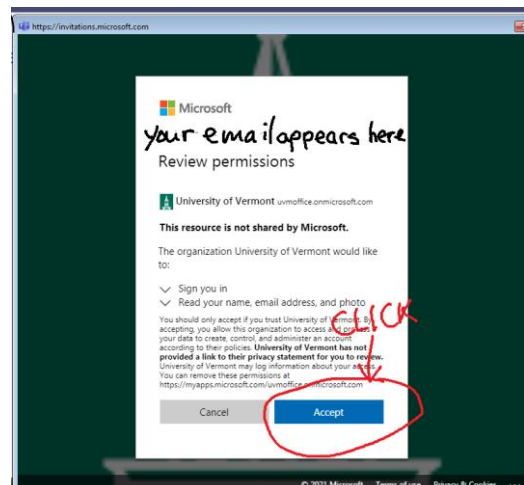 https://invitations.microsoft.com
Microsoft
your email appears here
Review permissions
University of Vermont uvmoffice.onmicrosoft.com
This resource is not shared by Microsoft.
The organization University of Vermont would like
to:
Sign you in
Read your name, email address, and photo
You should only accept if you trust University of Vermont. By
accepting, you allow this organization to access and process
your data to create, control, and administer an account
according to their policies. University of Vermont has not
provided a link to their privacy statement for you to review.
University of Vermont may log information about your access.
You can remove these permissions at
https://myapps.microsoft.com/uvmoffice.onmicrosoft.com
CLICK
Cancel Accept
© 2021 Microsoft Terms of use Privacy & Cookies ...